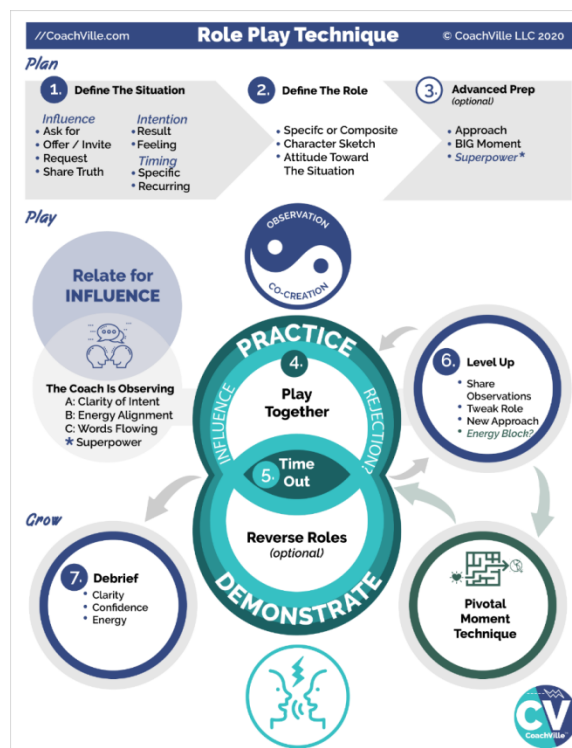 //CoachVille.com
Role Play Technique
© CoachVille LLC 2020
Plan
1. Define The Situation
Influence
• Ask for
• Offer / Invite
• Request
• Share Truth
Intention
• Result
• Feeling
Timing
• Specific
• Recurring
2. Define The Role
• Specifc or Composite
• Character Sketch
• Attitude Toward
The Situation
3. Advanced Prep
(optional)
• Approach
• BIG Moment
• Superpower*
Play
OBSERVATION
CO-CREATION
Relate for
INFLUENCE
The Coach Is Observing
A: Clarity of Intent
B: Energy Alignment
C: Words Flowing
* Superpower
PRACTICE
INFLUENCE
REJECTION?
4.
Play
Together
5. Time
Out
Reverse Roles
(optional)
DEMONSTRATE
6. Level Up
• Share
Observations
• Tweak Role
• New Approach
• Energy Block?
Grow
7. Debrief
• Clarity
• Confidence
• Energy
Pivotal
Moment
Technique
CV
CoachVille